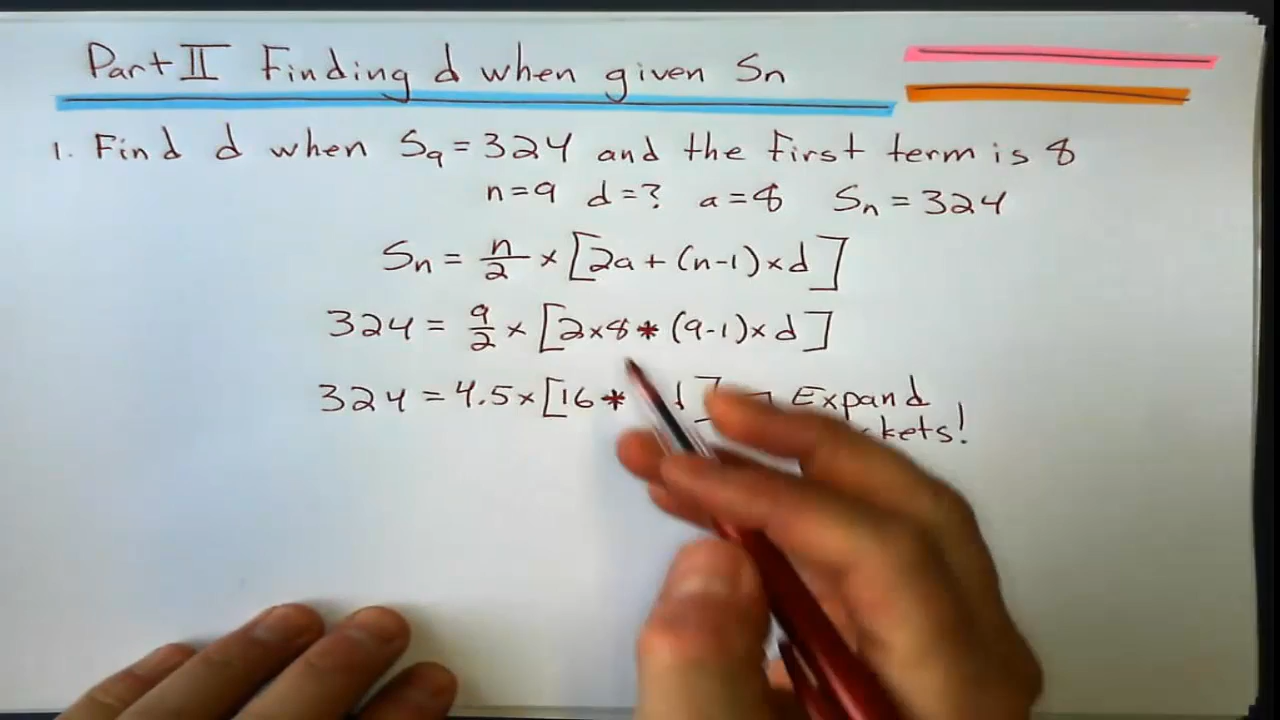 Part II Finding d when given Sn
1. Find d when S₉ = 324 and the first term is 8
n=9 d=? a=8 Sn = 324
Sn = n/2 × [2a + (n-1) × d]
324 = 9/2 × [2×8 * (9-1) × d]
324 = 4.5 × [16 * d] Expand